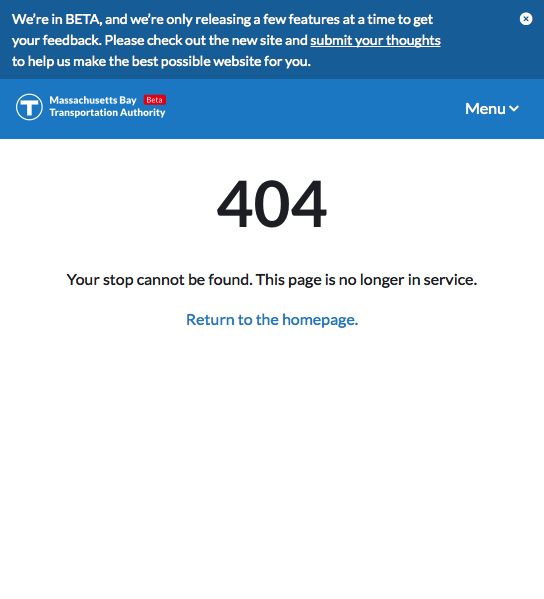 We’re in BETA, and we’re only releasing a few features at a time to get
your feedback. Please check out the new site and submit your thoughts
to help us make the best possible website for you.
T
Massachusetts Bay Beta
Transportation Authority
Menu
404
Your stop cannot be found. This page is no longer in service.
Return to the homepage.